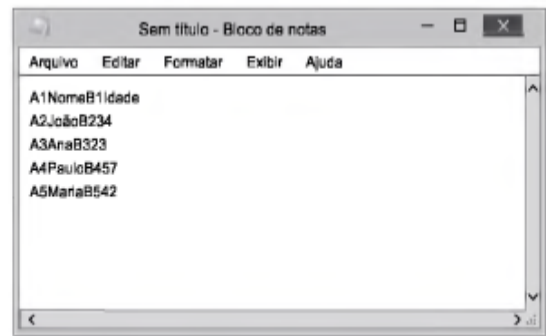 Sem título - Bloco de notas
Arquivo Editar Formatar Exibir Ajuda
A1NomeB1Idade
A2JoãoB234
A3AnaB323
A4PauloB457
A5MariaB542